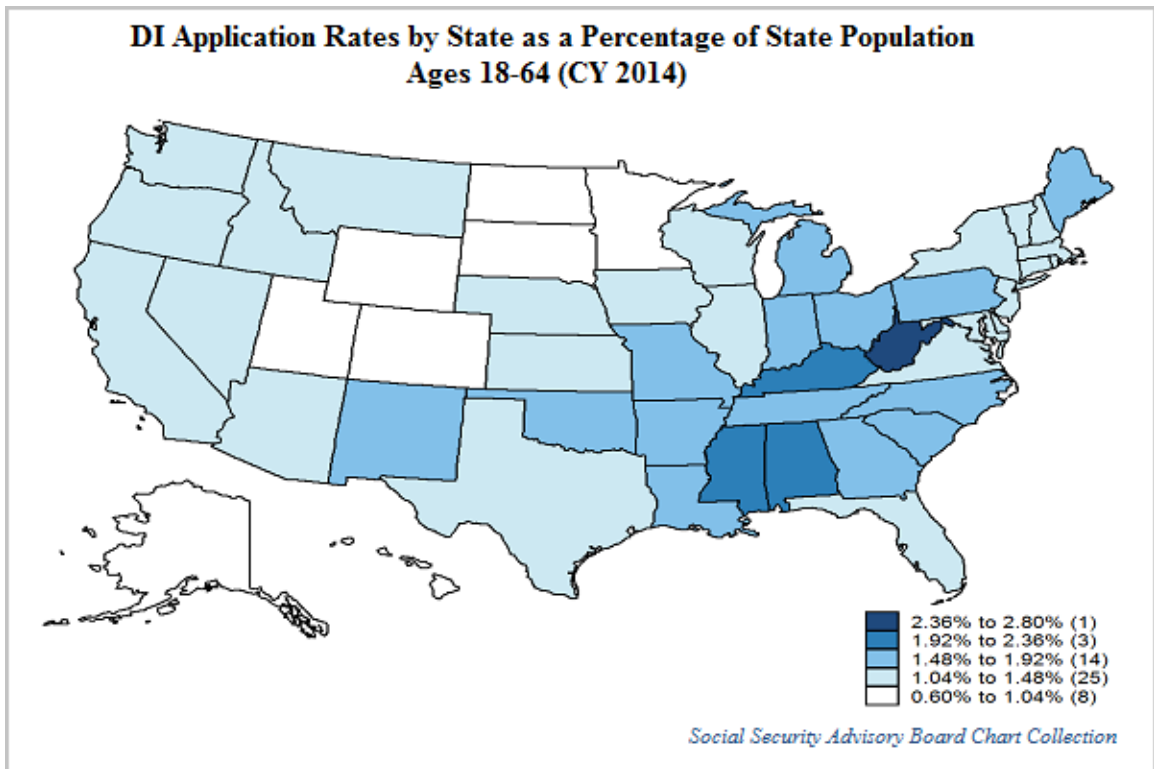 DI Application Rates by State as a Percentage of State Population
Ages 18-64 (CY 2014)
2.36% to 2.80% (1)
1.92% to 2.36% (3)
1.48% to 1.92% (14)
1.04% to 1.48% (25)
0.60% to 1.04% (8)
Social Security Advisory Board Chart Collection